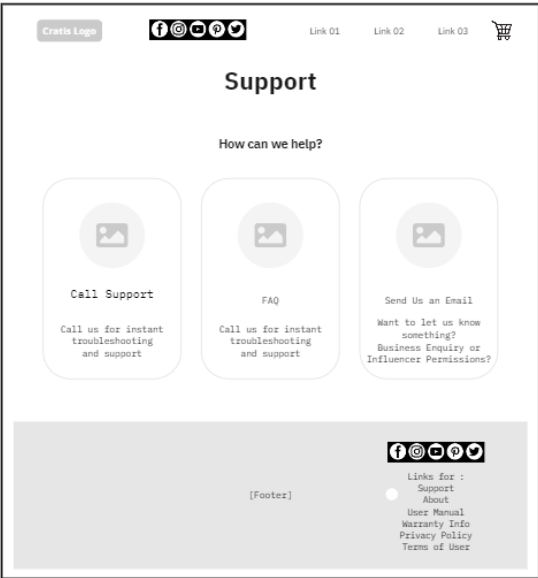 Cratis Logo
Link 01
Link 02
Link 03
Support
How can we help?
Call Support
Call us for instant
troubleshooting
and support
FAQ
Call us for instant
troubleshooting
and support
Send Us an Email
Want to let us know
something?
Business Enquiry or
Influencer Permissions?
[Footer]
Links for :
Support
About
User Manual
Warranty Info
Privacy Policy
Terms of User